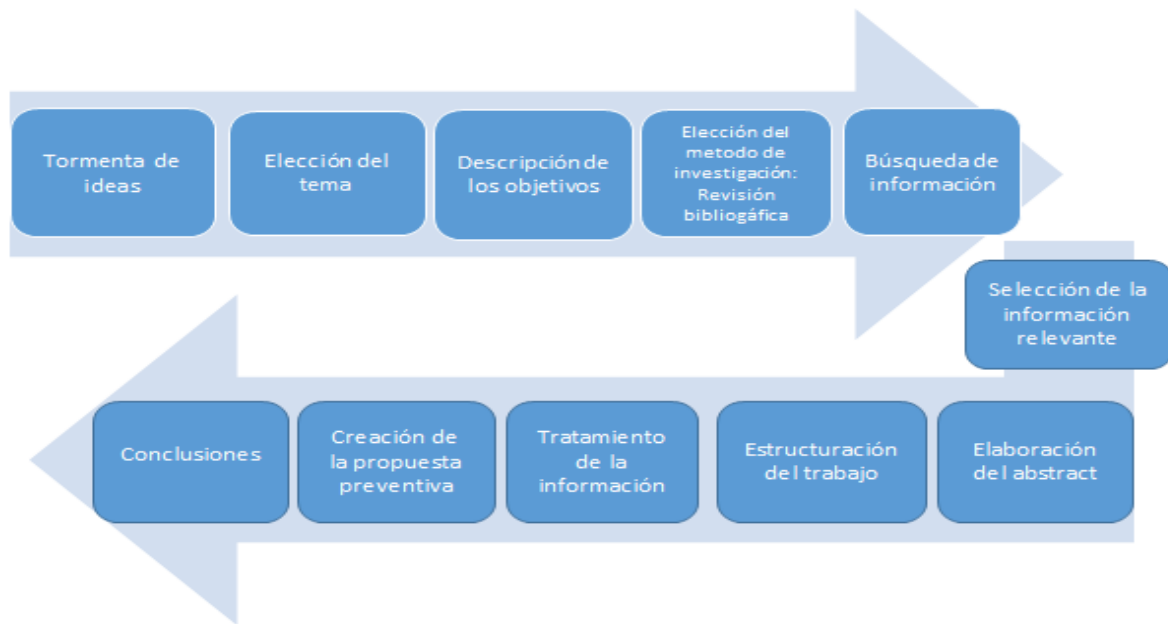 Tormenta de
ideas
Elección del
tema
Descripción de
los objetivos
Elección del
metodo de
investigación:
Revisión
bibliogáfica
Búsqueda de
información
Selección de la
información
relevante
Elaboración
del abstract
Estructuración
del trabajo
Tratamiento
de la
información
Creación de
la propuesta
preventiva
Conclusiones